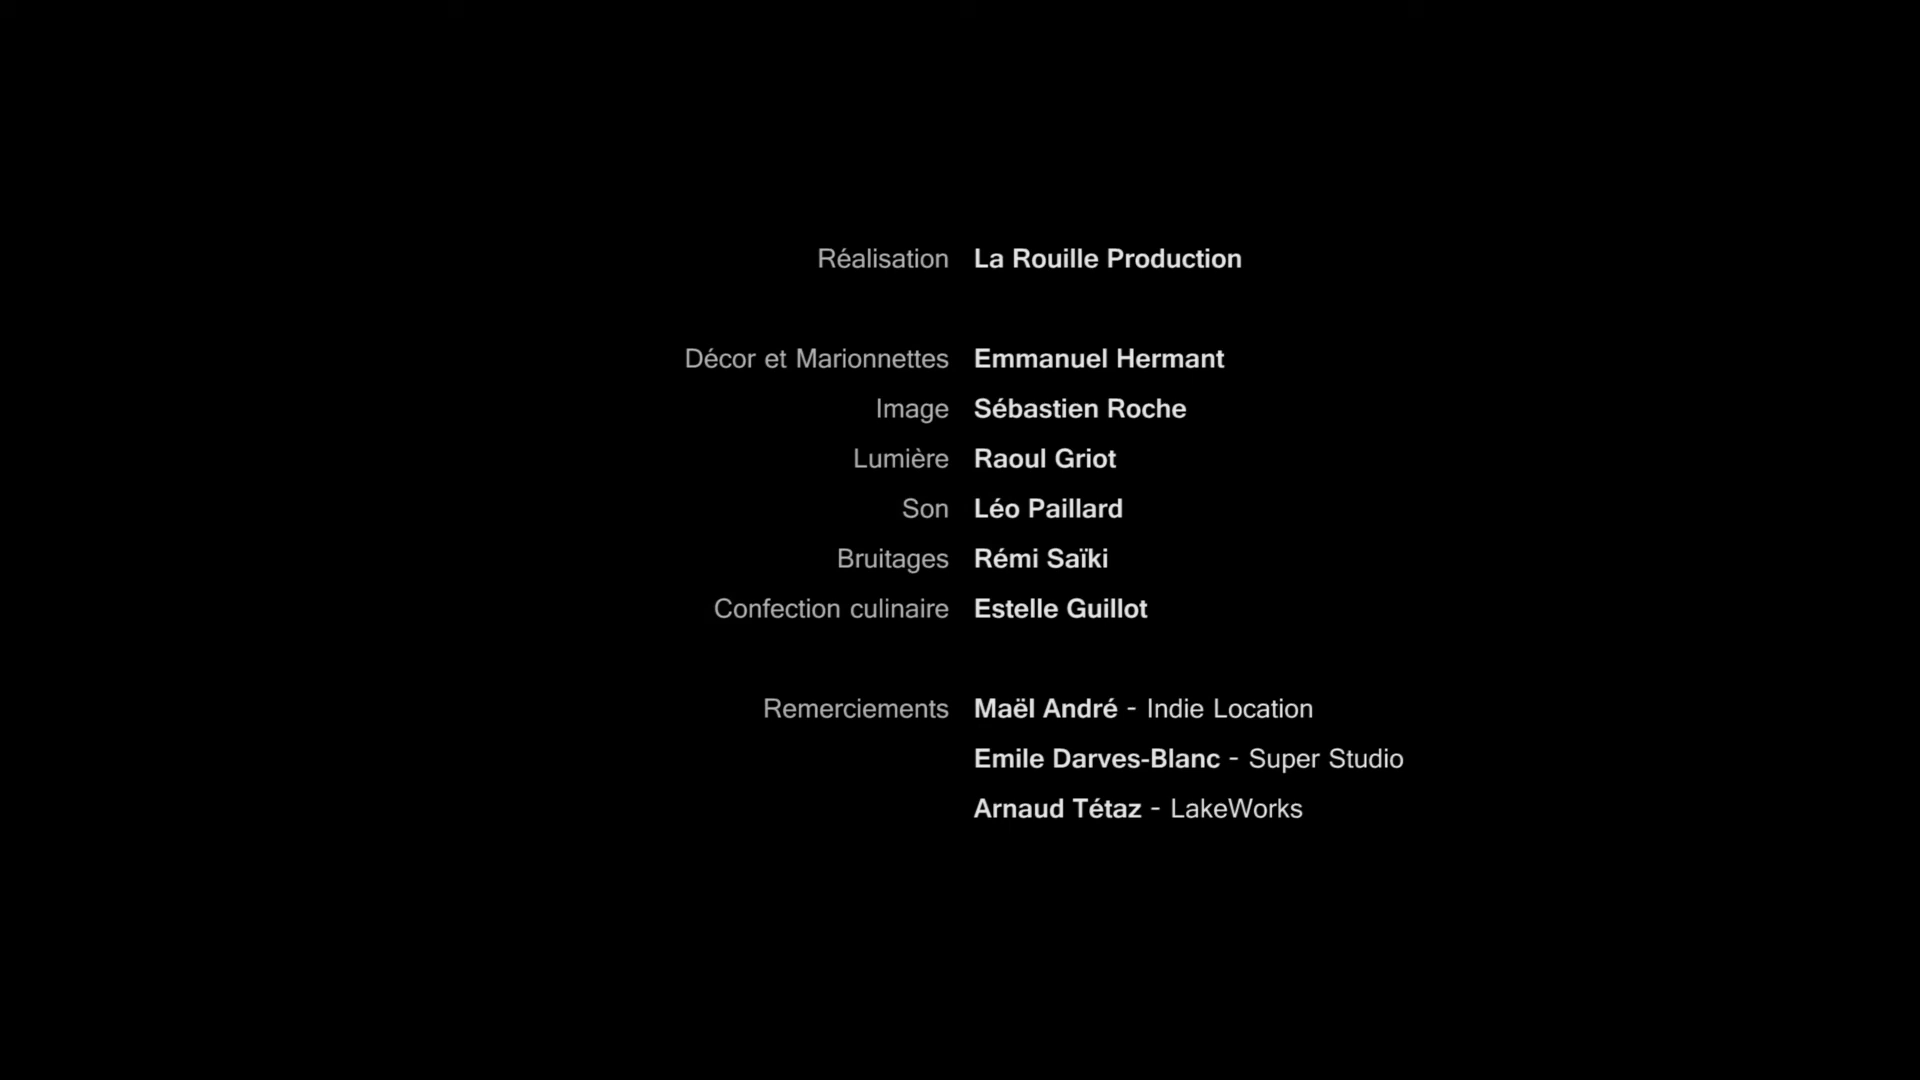 Réalisation La Rouille Production
Décor et Marionnettes Emmanuel Hermant
Image Sébastien Roche
Lumière Raoul Griot
Son Léo Paillard
Bruitages Rémi Saïki
Confection culinaire Estelle Guillot
Remerciements Maël André - Indie Location
Emile Darves-Blanc - Super Studio
Arnaud Tétaz - LakeWorks